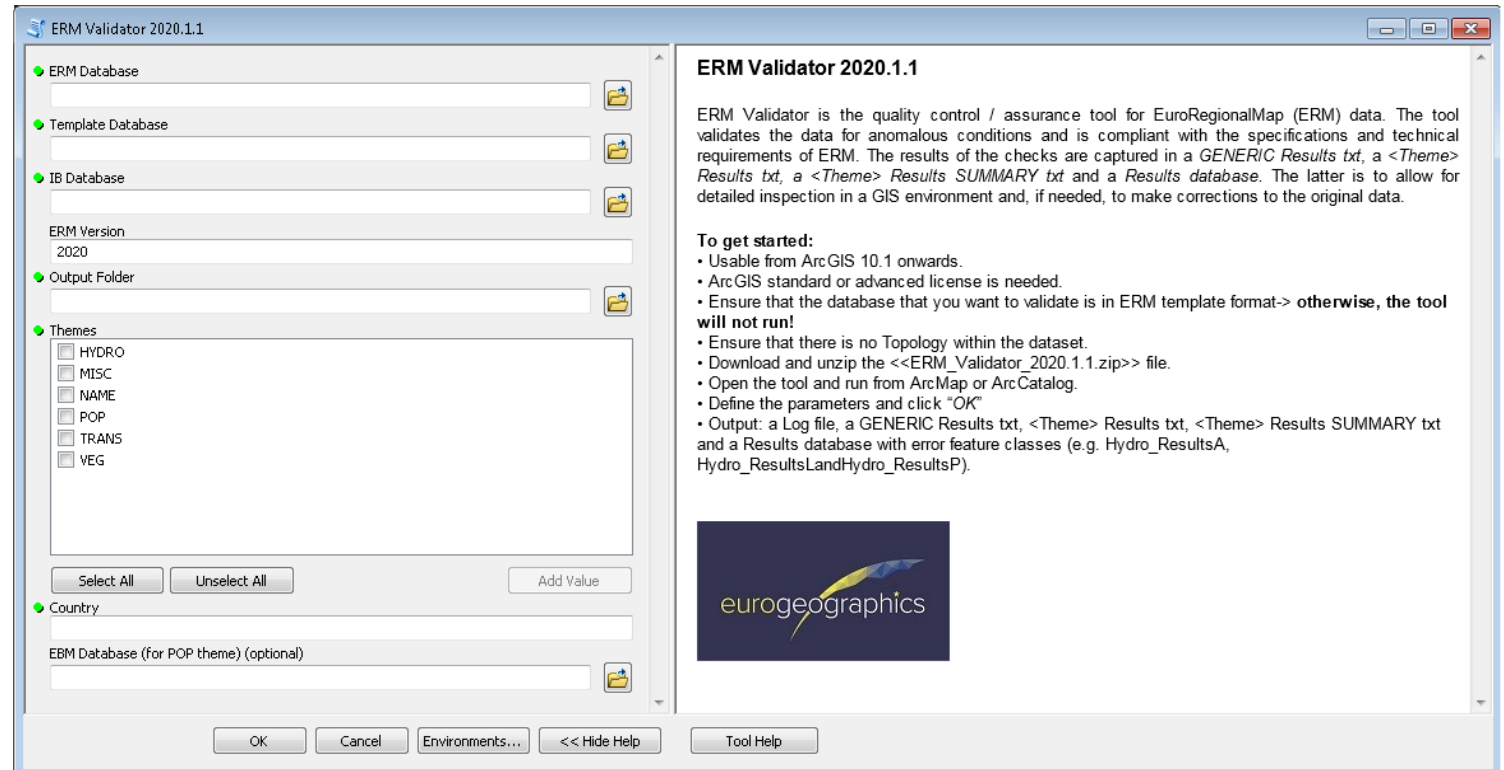 ERM Validator 2020.1.1
ERM Database
Template Database
IB Database
ERM Version
2020
Output Folder
Themes
HYDRO
MISC
NAME
POP
TRANS
VEG
Select All
Unselect All
Add Value
Country
EBM Database (for POP theme) (optional)
ERM Validator 2020.1.1
ERM Validator is the quality control / assurance tool for EuroRegionalMap (ERM) data. The tool
validates the data for anomalous conditions and is compliant with the specifications and technical
requirements of ERM. The results of the checks are captured in a GENERIC Results txt, a <Theme>
Results txt, a <Theme> Results SUMMARY txt and a Results database. The latter is to allow for
detailed inspection in a GIS environment and, if needed, to make corrections to the original data.
To get started:
• Usable from ArcGIS 10.1 onwards.
• ArcGIS standard or advanced license is needed.
• Ensure that the database that you want to validate is in ERM template format-> otherwise, the tool
will not run!
• Ensure that there is no Topology within the dataset.
• Download and unzip the <<ERM_Validator_2020.1.1.zip>> file.
• Open the tool and run from ArcMap or ArcCatalog.
• Define the parameters and click “OK”
• Output: a Log file, a GENERIC Results txt, <Theme> Results txt, <Theme> Results SUMMARY txt
and a Results database with error feature classes (e.g. Hydro_ResultsA,
Hydro_ResultsLandHydro_ResultsP).
eurogeographics
OK
Cancel
Environments...
<< Hide Help
Tool Help